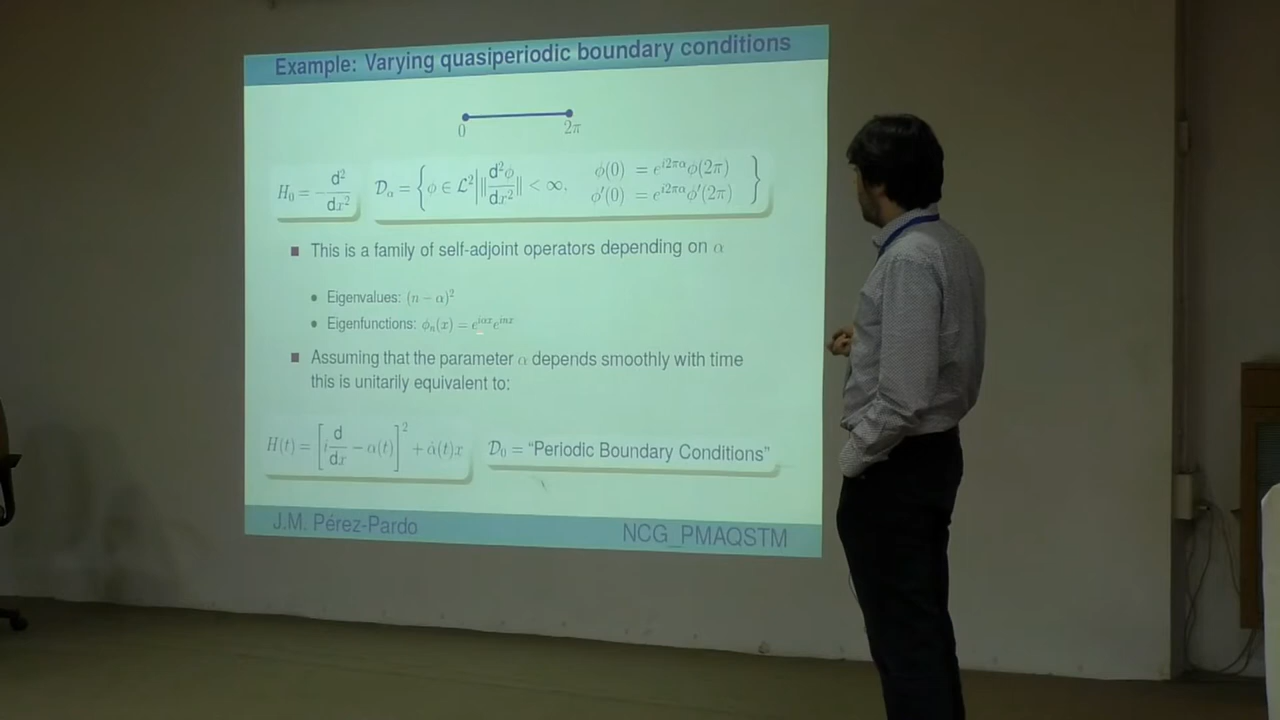 Example: Varying quasiperiodic boundary conditions
0 2π
H₀ = − d²/dx² 𝒟_α = { ϕ ∈ ℒ² | ‖ d²ϕ/dx² ‖ < ∞, ϕ(0) = e^{i2πα}ϕ(2π)
ϕ′(0) = e^{i2πα}ϕ′(2π) }
■ This is a family of self-adjoint operators depending on α
• Eigenvalues: (n − α)²
• Eigenfunctions: ϕₙ(x) = e^{iαx}e^{inx}
■ Assuming that the parameter α depends smoothly with time
this is unitarily equivalent to:
H(t) = [ i d/dx − α(t) ]² + α̇(t)x 𝒟₀ = “Periodic Boundary Conditions”
J.M. Pérez-Pardo NCG_PMAQSTM